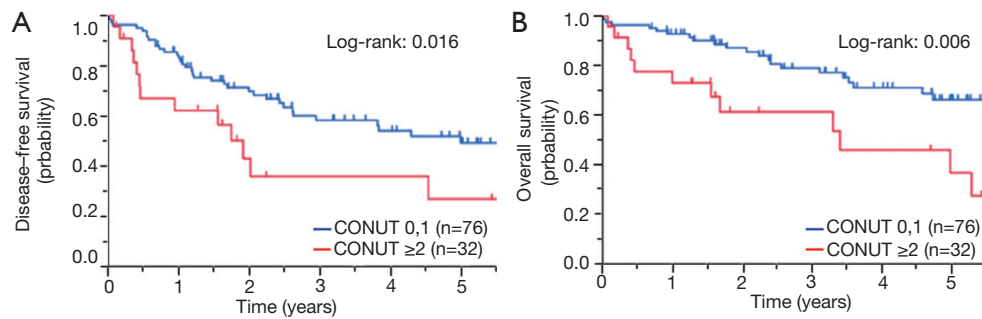 A
Disease–free survival
(prbability)
1.0
0.8
0.6
0.4
0.2
0.0
Log-rank: 0.016
CONUT 0,1 (n=76)
CONUT ≥2 (n=32)
0 1 2 3 4 5
Time (years)
B
Overall survival
(prbability)
1.0
0.8
0.6
0.4
0.2
0.0
Log-rank: 0.006
CONUT 0,1 (n=76)
CONUT ≥2 (n=32)
0 1 2 3 4 5
Time (years)